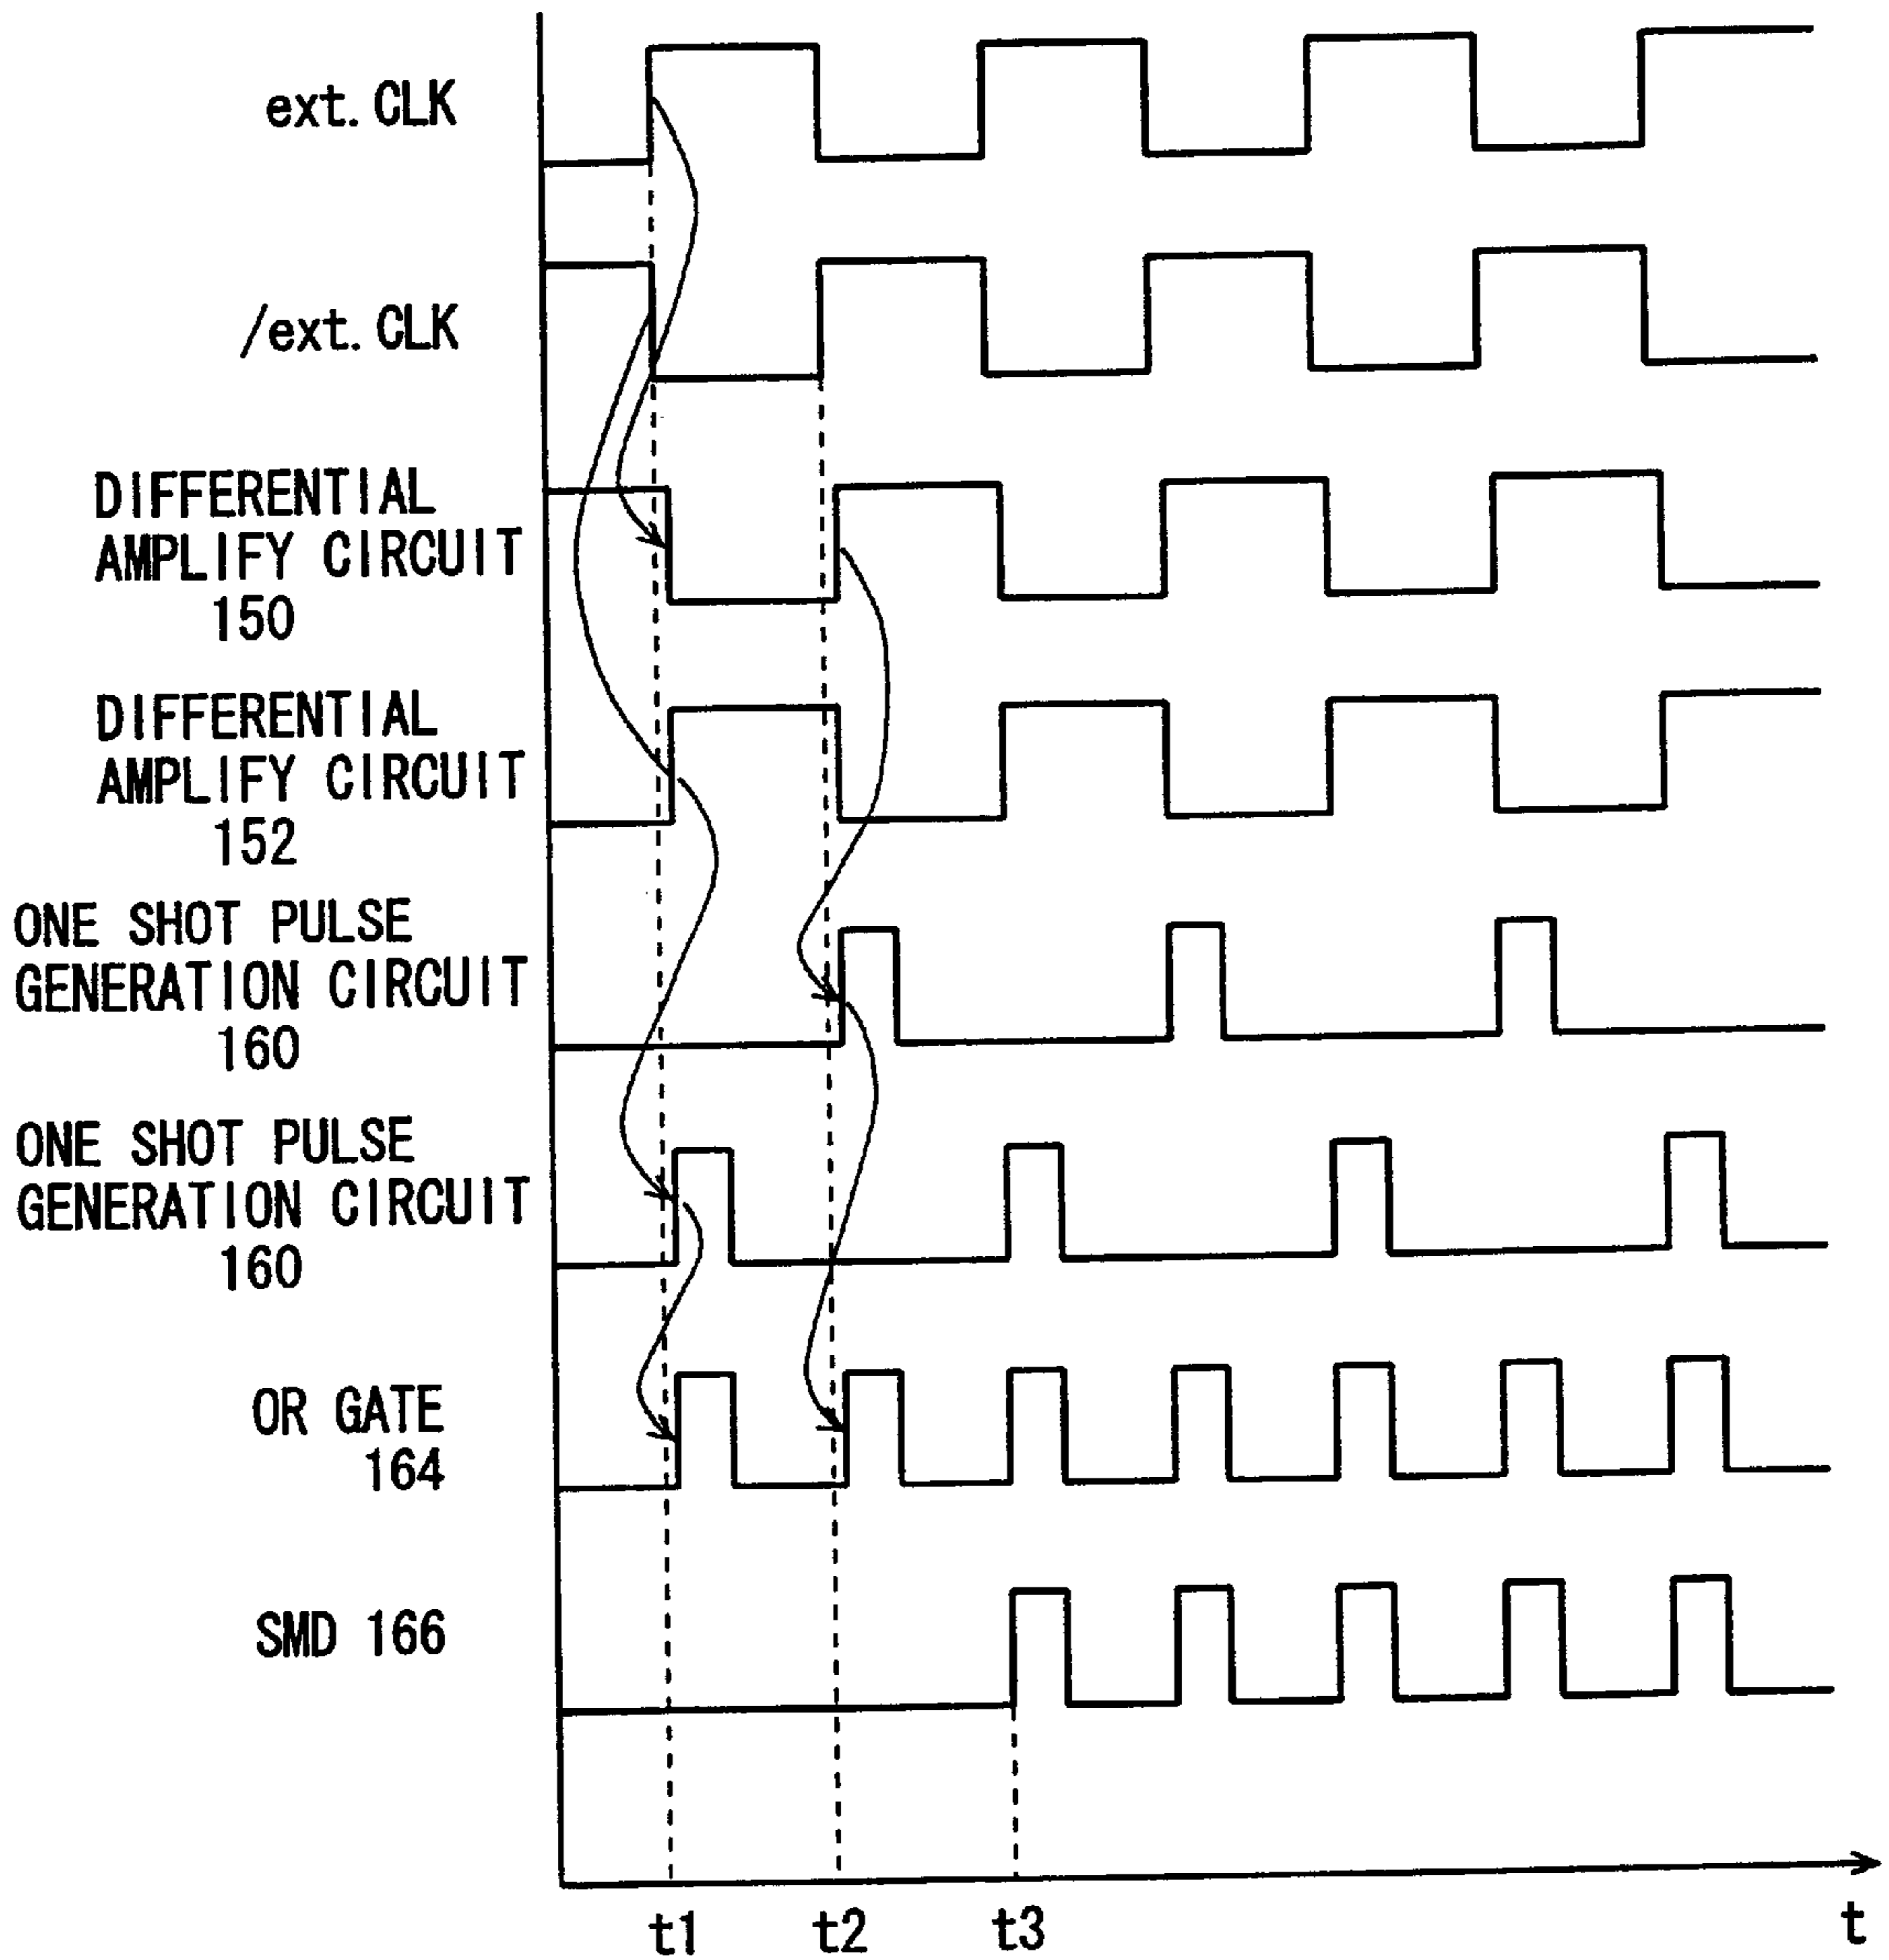 ext. CLK
/ext. CLK
DIFFERENTIAL
AMPLIFY CIRCUIT
150
DIFFERENTIAL
AMPLIFY CIRCUIT
152
ONE SHOT PULSE
GENERATION CIRCUIT
160
ONE SHOT PULSE
GENERATION CIRCUIT
160
OR GATE
164
SMD 166
t1 t2 t3 t